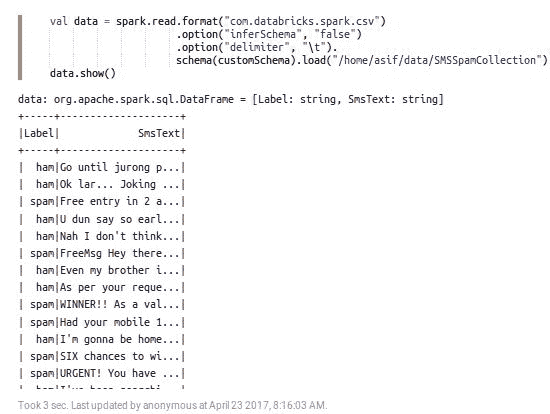 val data = spark.read.format("com.databricks.spark.csv")
.option("inferSchema", "false")
.option("delimiter", "\t").
schema(customSchema).load("/home/asif/data/SMSSpamCollection")
data.show()
data: org.apache.spark.sql.DataFrame = [Label: string, SmsText: string]
+-----+--------------------+
|Label|             SmsText|
+-----+--------------------+
|  ham|Go until jurong p...|
|  ham|Ok lar... Joking ...|
| spam|Free entry in 2 a...|
|  ham|U dun say so earl...|
|  ham|Nah I don't think...|
| spam|FreeMsg Hey there...|
|  ham|Even my brother i...|
|  ham|As per your reque...|
| spam|WINNER!! As a val...|
| spam|Had your mobile 1...|
|  ham|I'm gonna be home...|
| spam|SIX chances to wi...|
| spam|URGENT! You have ...|
Took 3 sec. Last updated by anonymous at April 23 2017, 8:16:03 AM.